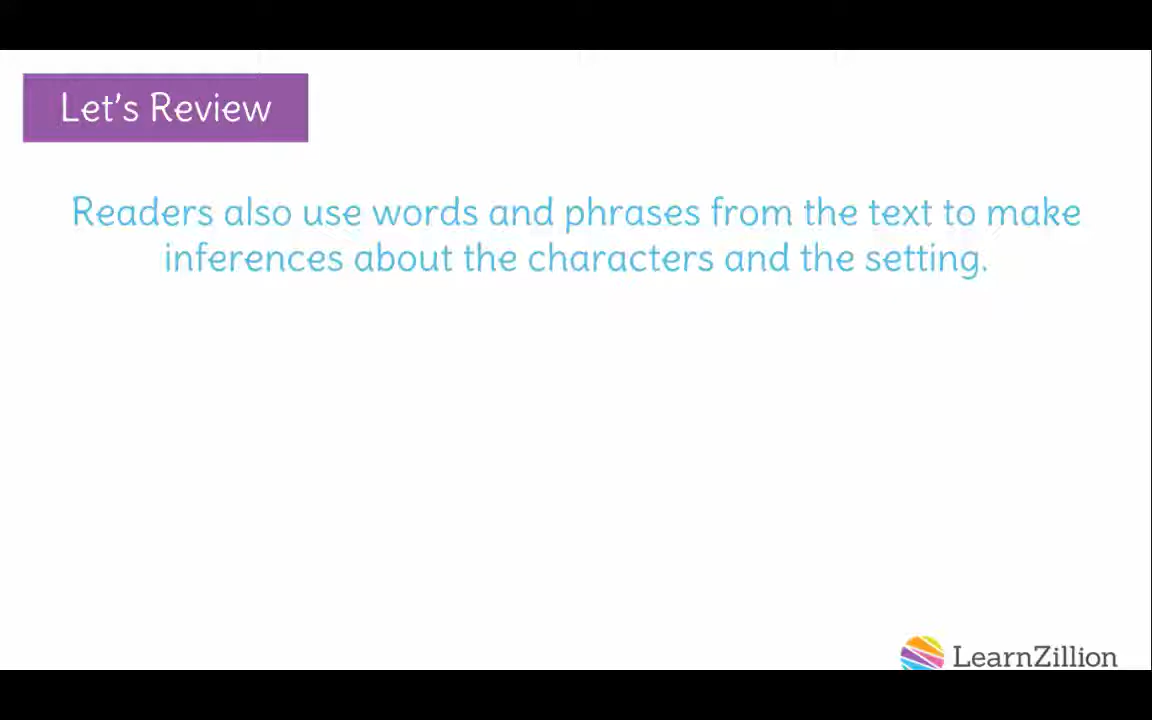 Let's Review
Readers also use words and phrases from the text to make
inferences about the characters and the setting.
LearnZillion